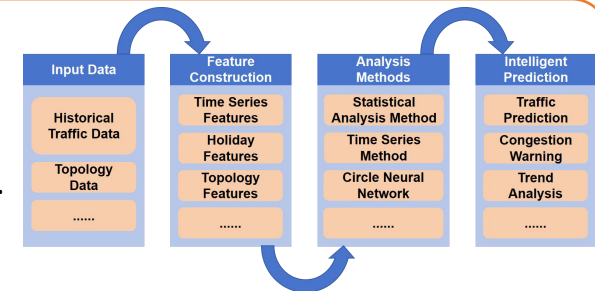 Input Data
Historical
Traffic Data
Topology
Data
......
Feature
Construction
Time Series
Features
Holiday
Features
Topology
Features
......
Analysis
Methods
Statistical
Analysis Method
Time Series
Method
Circle Neural
Network
......
Intelligent
Prediction
Traffic
Prediction
Congestion
Warning
Trend
Analysis
......